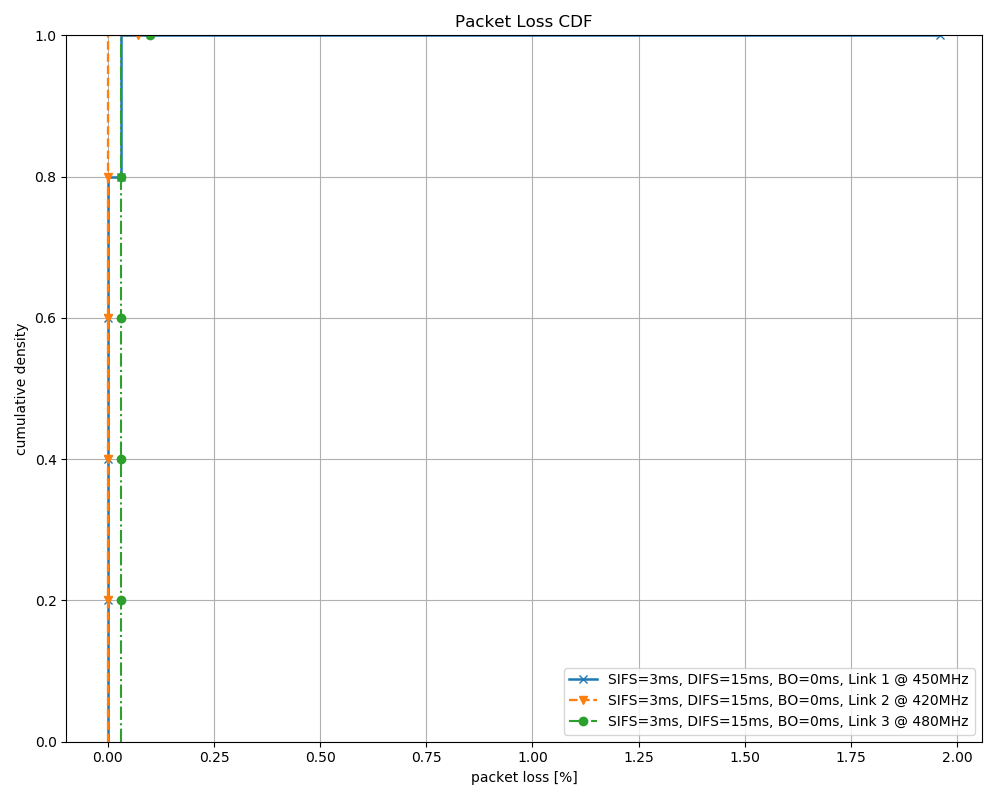 Packet Loss CDF
1.0
0.8
0.6
0.4
0.2
0.0
cumulative density
0.00 0.25 0.50 0.75 1.00 1.25 1.50 1.75 2.00
packet loss [%]
SIFS=3ms, DIFS=15ms, BO=0ms, Link 1 @ 450MHz
SIFS=3ms, DIFS=15ms, BO=0ms, Link 2 @ 420MHz
SIFS=3ms, DIFS=15ms, BO=0ms, Link 3 @ 480MHz